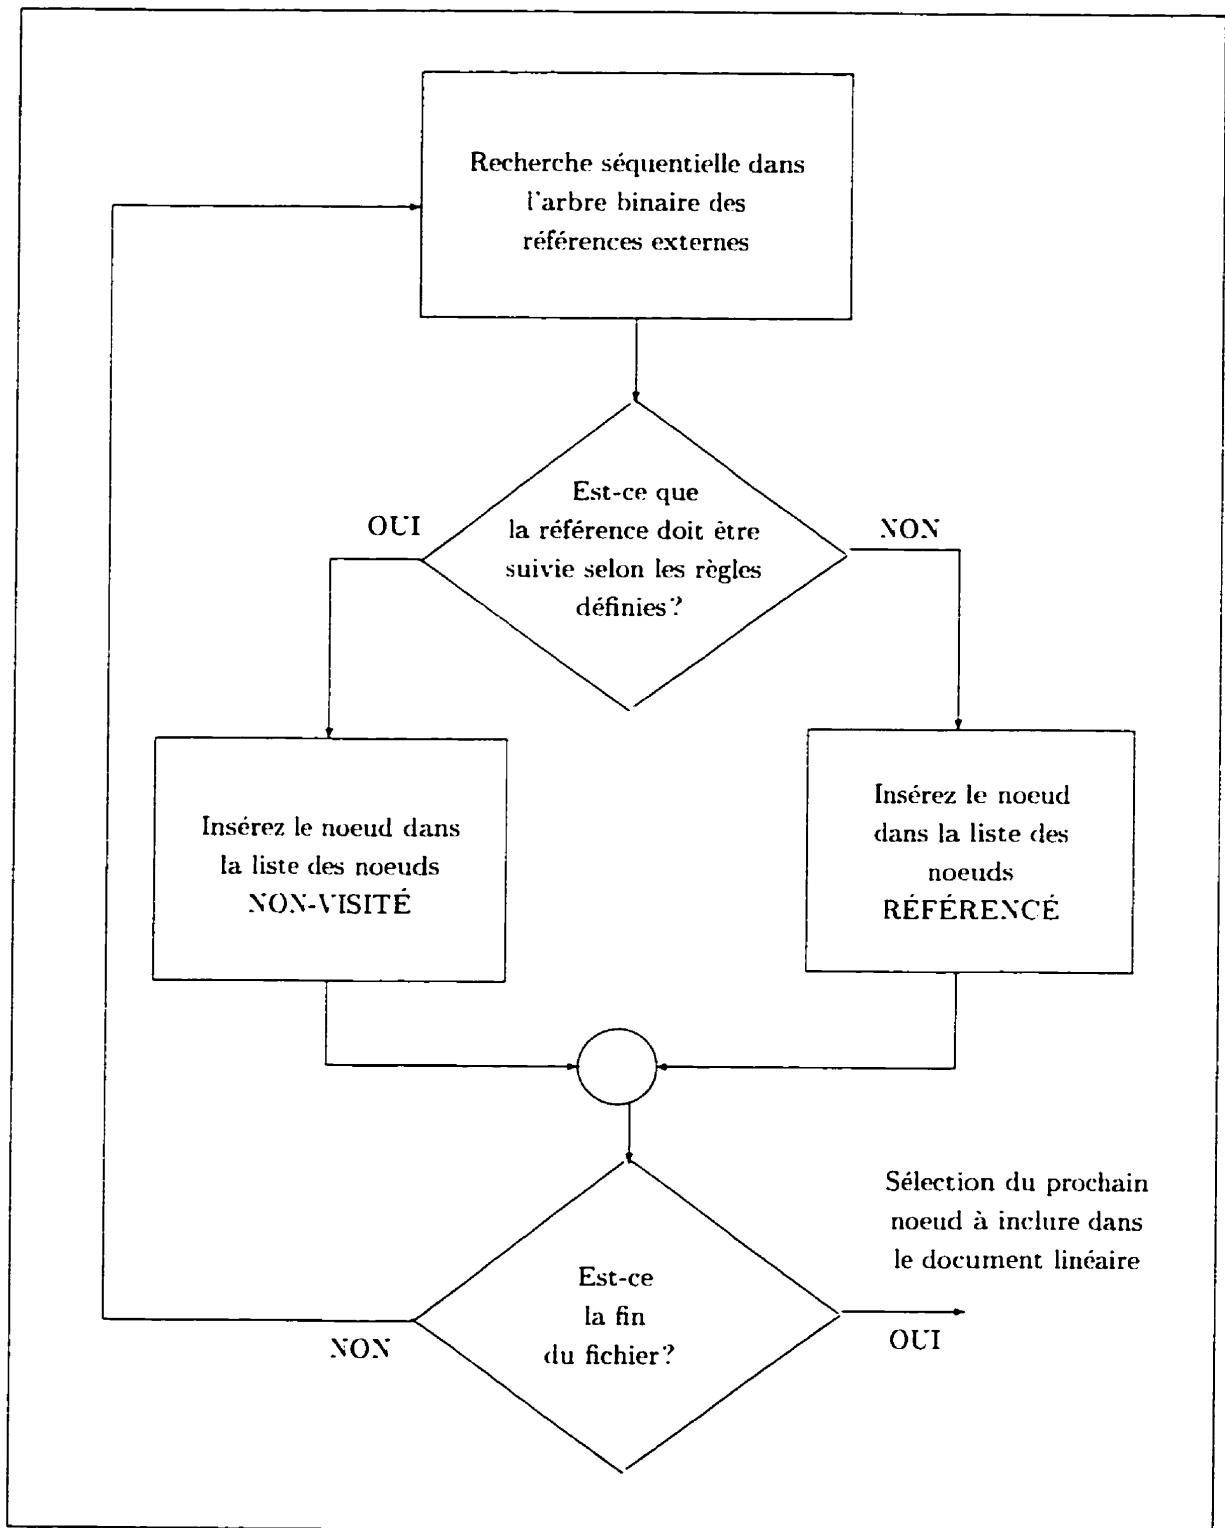 Recherche séquentielle dans
l'arbre binaire des
références externes
Est-ce que
la référence doit être
suivie selon les règles
définies?
OUI
NON
Insérez le noeud dans
la liste des noeuds
NON-VISITÉ
Insérez le noeud
dans la liste des
noeuds
RÉFÉRENCÉ
Sélection du prochain
noeud à inclure dans
le document linéaire
Est-ce
la fin
du fichier?
NON
OUI